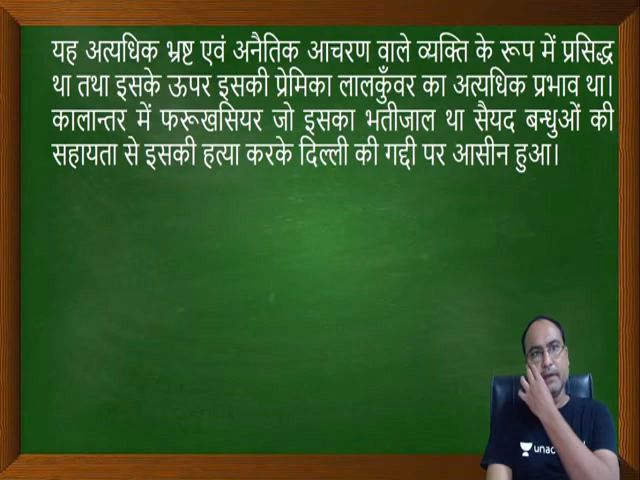 यह अत्यधिक भ्रष्ट एवं अनैतिक आचरण वाले व्यक्ति के रूप में प्रसिद्ध
था तथा इसके ऊपर इसकी प्रेमिका लालकुँवर का अत्यधिक प्रभाव था।
कालान्तर में फरूखसियर जो इसका भतीजाल था सैयद बन्धुओं की
सहायता से इसकी हत्या करके दिल्ली की गद्दी पर आसीन हुआ।